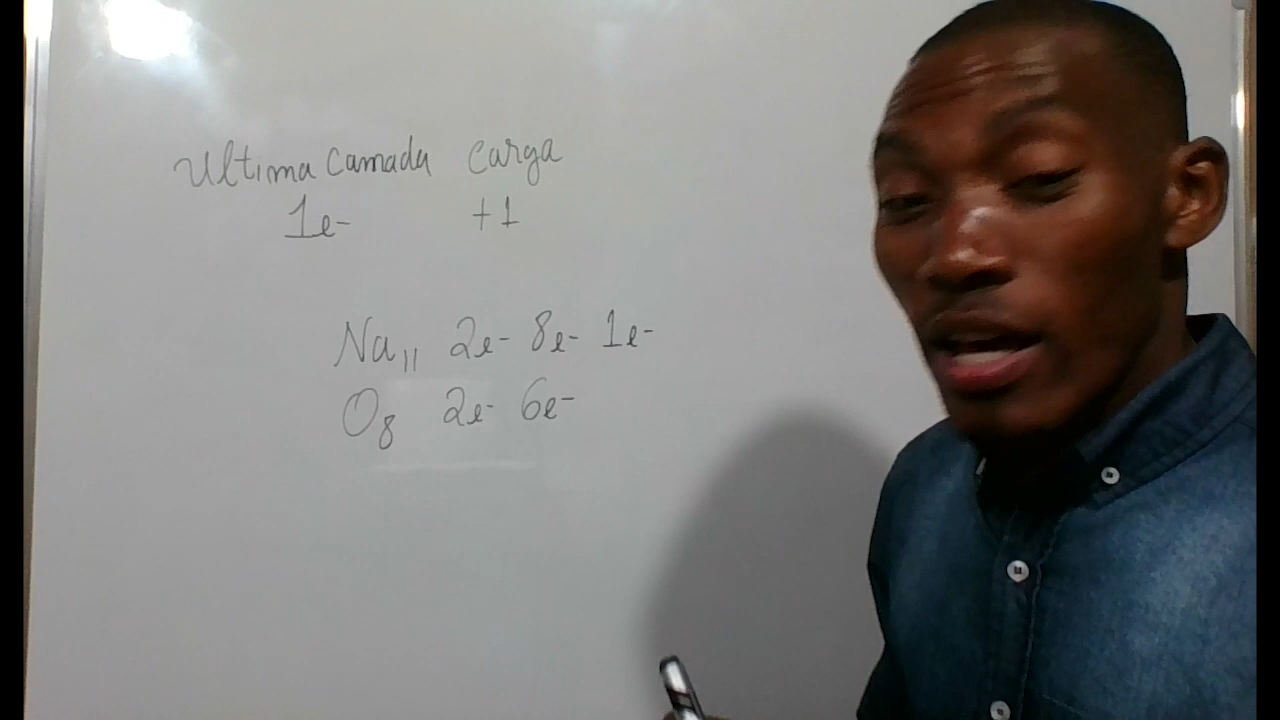 Ultima Camada Carga
1e- +1
Na11 2e- 8e- 1e-
O8 2e- 6e-